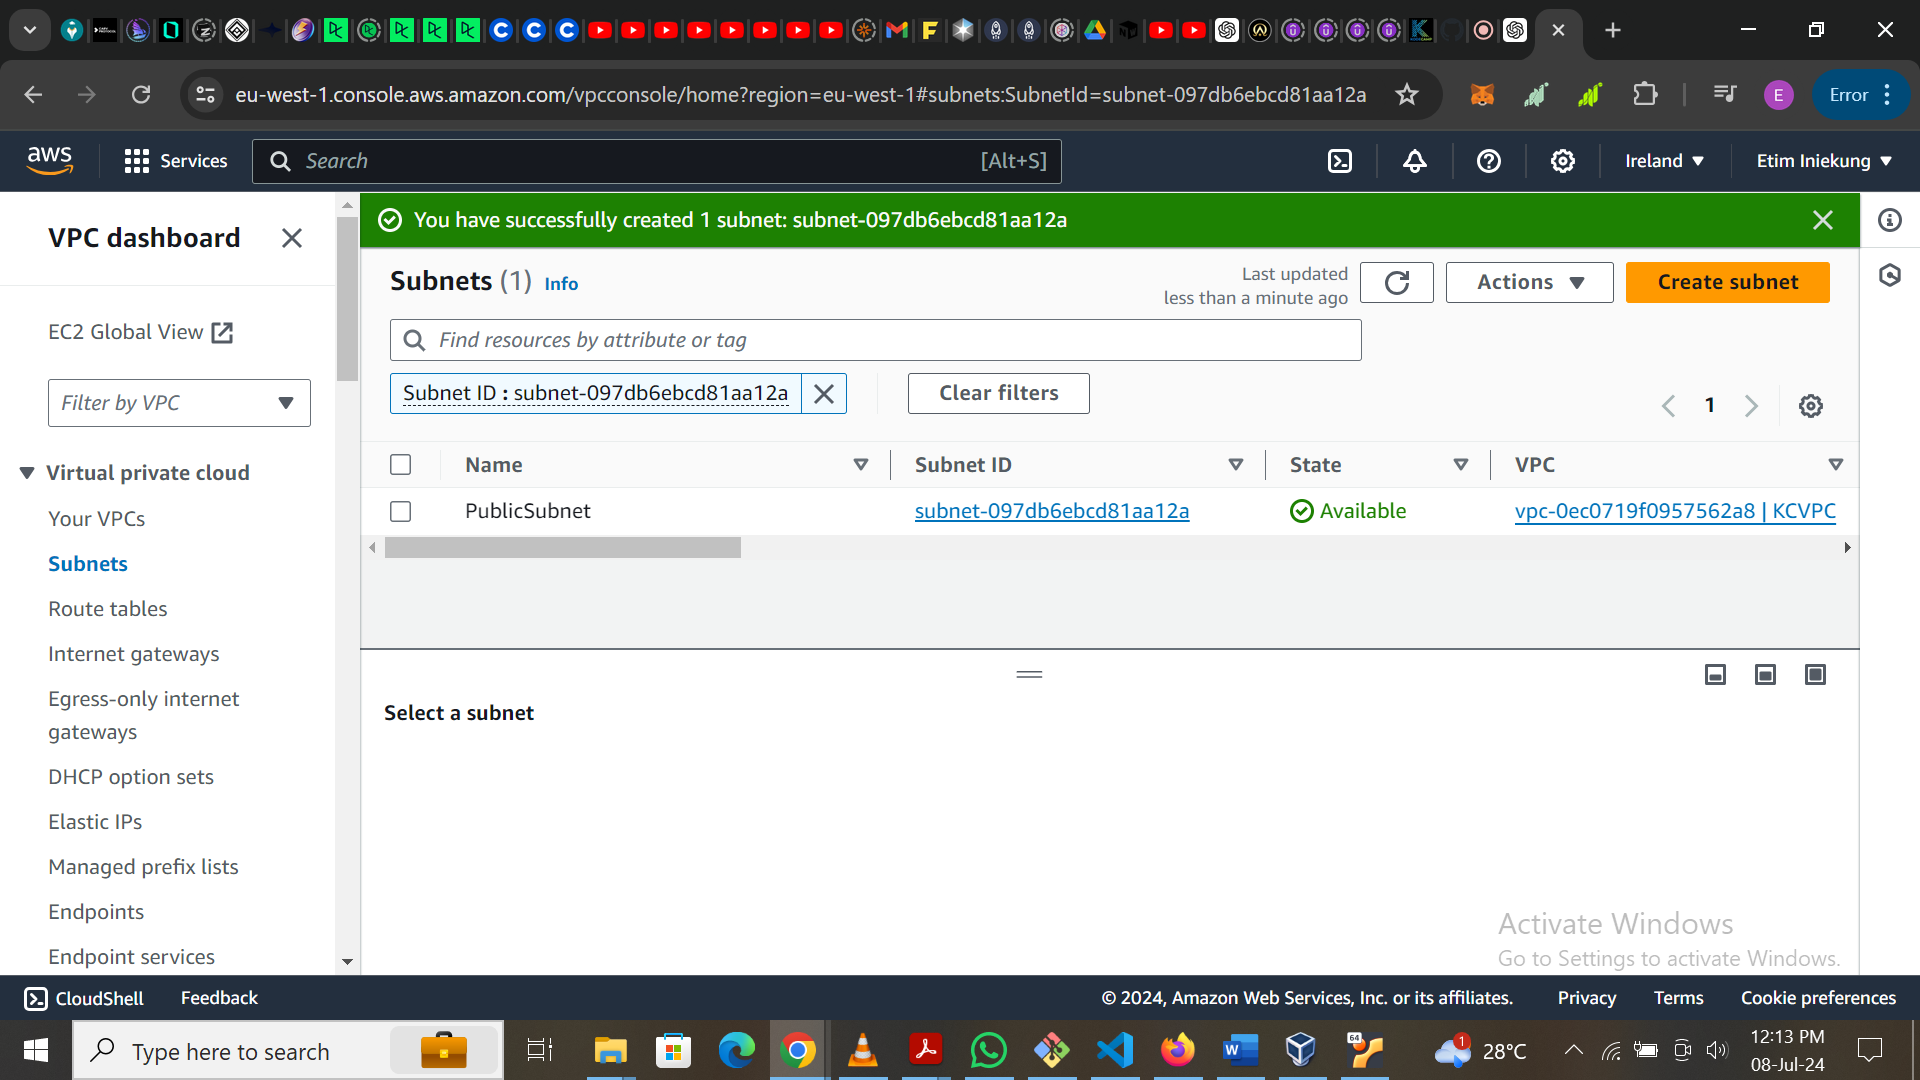 eu-west-1.console.aws.amazon.com/vpcconsole/home?region=eu-west-1#subnets:SubnetId=subnet-097db6ebcd81aa12a
E
Error
aws
Services
Search
[Alt+S]
Ireland
Etim Iniekung
VPC dashboard
EC2 Global View
Filter by VPC
Virtual private cloud
Your VPCs
Subnets
Route tables
Internet gateways
Egress-only internet
gateways
DHCP option sets
Elastic IPs
Managed prefix lists
Endpoints
Endpoint services
You have successfully created 1 subnet: subnet-097db6ebcd81aa12a
Subnets (1) Info
Last updated
less than a minute ago
Actions
Create subnet
Find resources by attribute or tag
Subnet ID : subnet-097db6ebcd81aa12a
Clear filters
1
Name Subnet ID State VPC
PublicSubnet subnet-097db6ebcd81aa12a Available vpc-0ec0719f0957562a8 | KCVPC
Select a subnet
Activate Windows
Go to Settings to activate Windows.
CloudShell Feedback © 2024, Amazon Web Services, Inc. or its affiliates. Privacy Terms Cookie preferences
Type here to search
64
1
28°C
12:13 PM
08-Jul-24